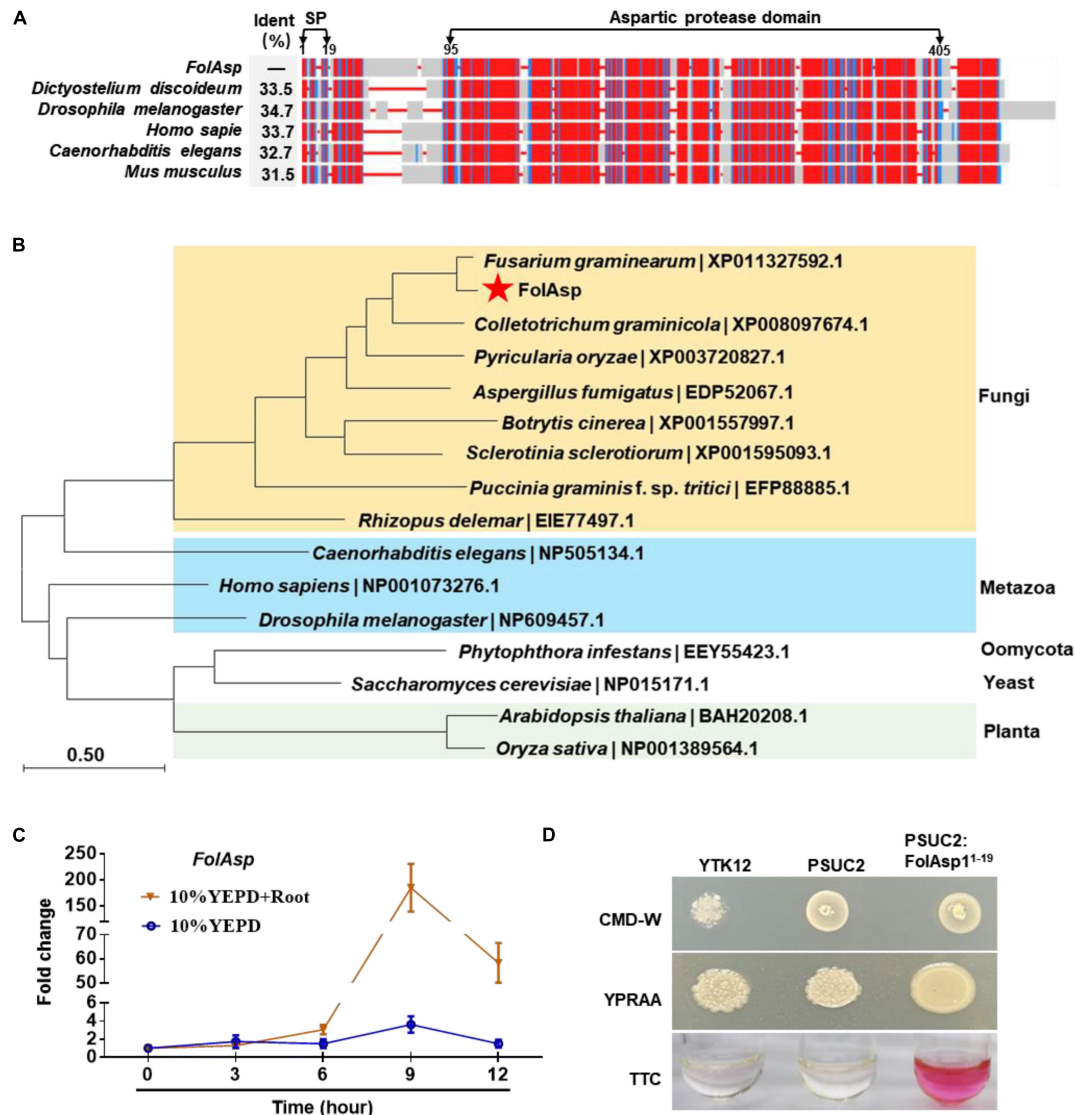 A
Ident (%)
SP
Aspartic protease domain
1 19 95 405
FolAsp —
Dictyostelium discoideum 33.5
Drosophila melanogaster 34.7
Homo sapie 33.7
Caenorhabditis elegans 32.7
Mus musculus 31.5
B
Fusarium graminearum | XP011327592.1
FolAsp
Colletotrichum graminicola | XP008097674.1
Pyricularia oryzae | XP003720827.1
Aspergillus fumigatus | EDP52067.1
Fungi
Botrytis cinerea | XP001557997.1
Sclerotinia sclerotiorum | XP001595093.1
Puccinia graminis f. sp. tritici | EFP88885.1
Rhizopus delemar | EIE77497.1
Caenorhabditis elegans | NP505134.1
Homo sapiens | NP001073276.1
Metazoa
Drosophila melanogaster | NP609457.1
Phytophthora infestans | EEY55423.1 Oomycota
Saccharomyces cerevisiae | NP015171.1 Yeast
Arabidopsis thaliana | BAH20208.1
Planta
Oryza sativa | NP001389564.1
0.50
C
FolAsp
10%YEPD+Root
10%YEPD
Fold change
250
200
150
70
60
50
6
4
2
0
0 3 6 9 12
Time (hour)
D
YTK12 PSUC2 PSUC2: FolAsp1¹⁻¹⁹
CMD-W
YPRAA
TTC